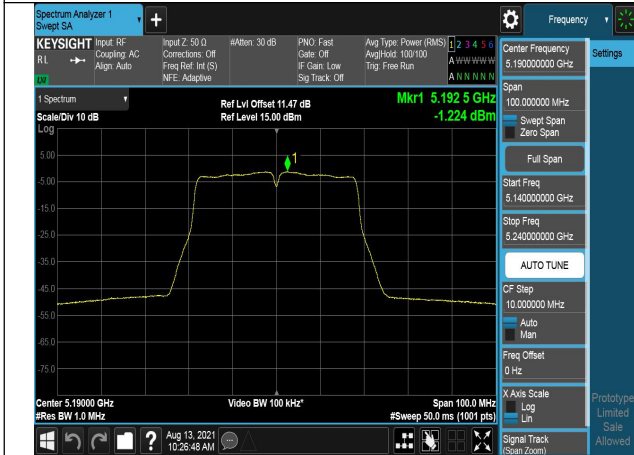 Spectrum Analyzer 1
Swept SA
+
Frequency
KEYSIGHT
Input: RF
Coupling: AC
Align: Auto
Input Z: 50 Ω
Corrections: Off
Freq Ref: Int (S)
NFE: Adaptive
#Atten: 30 dB
PNO: Fast
Gate: Off
IF Gain: Low
Sig Track: Off
Avg Type: Power (RMS)
Avg|Hold: 100/100
Trig: Free Run
1 2 3 4 5 6
A W W W W W
A N N N N N
RL
1 Spectrum
Scale/Div 10 dB
Log
Ref Lvl Offset 11.47 dB
Ref Level 15.00 dBm
Mkr1 5.192 5 GHz
-1.224 dBm
1
5.00
-5.00
-15.0
-25.0
-35.0
-45.0
-55.0
-65.0
-75.0
Center 5.19000 GHz
#Res BW 1.0 MHz
Video BW 100 kHz*
Span 100.0 MHz
#Sweep 50.0 ms (1001 pts)
?
Aug 13, 2021
10:26:48 AM
Center Frequency
5.190000000 GHz
Span
100.000000 MHz
Swept Span
Zero Span
Full Span
Start Freq
5.140000000 GHz
Stop Freq
5.240000000 GHz
AUTO TUNE
CF Step
10.000000 MHz
Auto
Man
Freq Offset
0 Hz
X Axis Scale
Log
Lin
Signal Track
(Span Zoom)
Settings
Prototype
Limited
Sale
Allowed